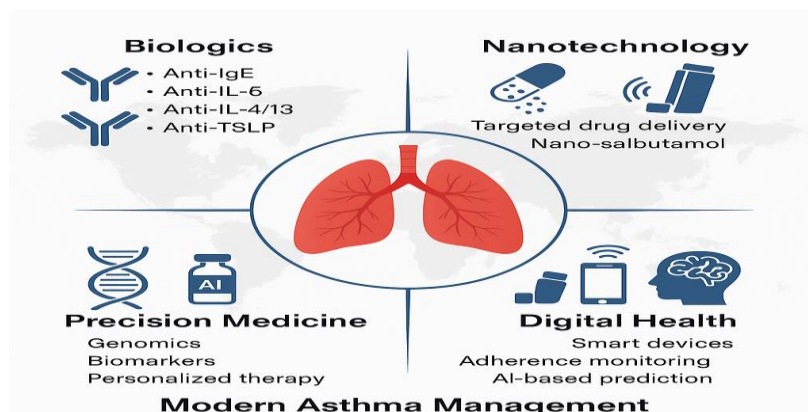 Biologics
• Anti-IgE
• Anti-IL-5
• Anti-IL-4/13
• Anti-TSLP
Nanotechnology
Targeted drug delivery
Nano-salbutamol
AI
Precision Medicine
Genomics
Biomarkers
Personalized therapy
Digital Health
Smart devices
Adherence monitoring
AI-based prediction
Modern Asthma Management